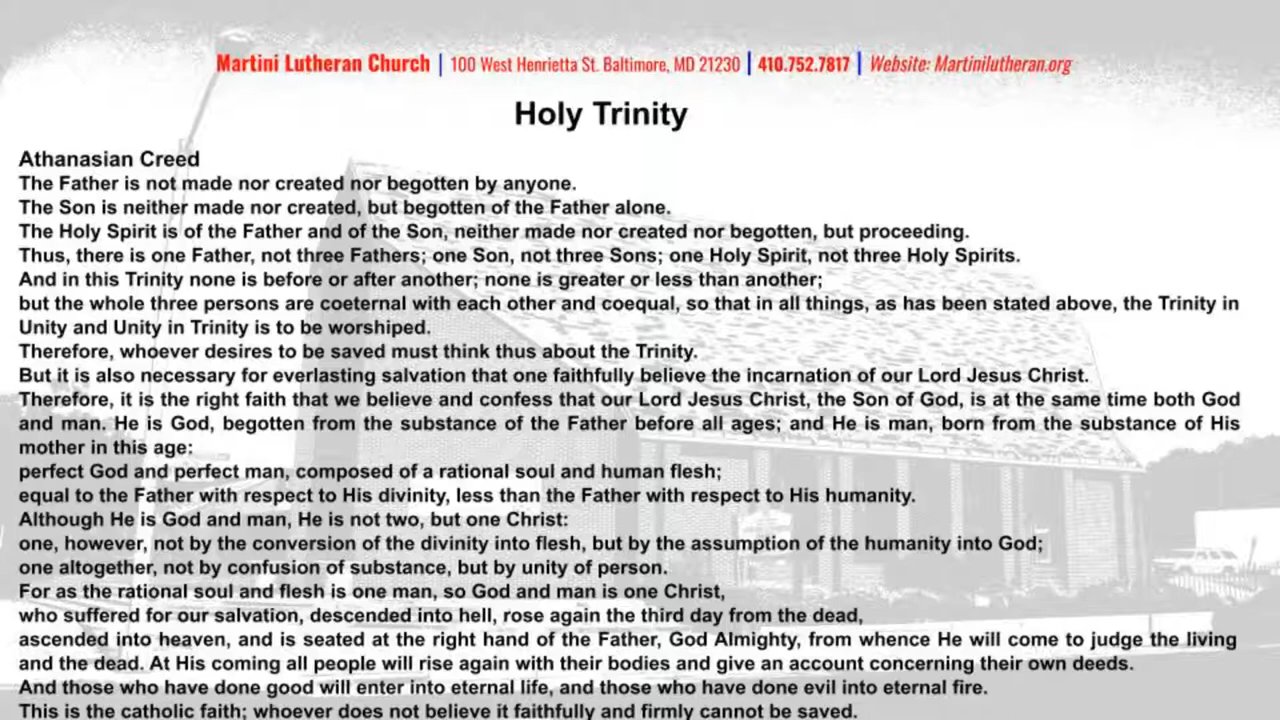 Martini Lutheran Church | 100 West Henrietta St. Baltimore, MD 21230 | 410.752.7817 | Website: Martinilutheran.org
Holy Trinity
Athanasian Creed
The Father is not made nor created nor begotten by anyone.
The Son is neither made nor created, but begotten of the Father alone.
The Holy Spirit is of the Father and of the Son, neither made nor created nor begotten, but proceeding.
Thus, there is one Father, not three Fathers; one Son, not three Sons; one Holy Spirit, not three Holy Spirits.
And in this Trinity none is before or after another; none is greater or less than another;
but the whole three persons are coeternal with each other and coequal, so that in all things, as has been stated above, the Trinity in
Unity and Unity in Trinity is to be worshiped.
Therefore, whoever desires to be saved must think thus about the Trinity.
But it is also necessary for everlasting salvation that one faithfully believe the incarnation of our Lord Jesus Christ.
Therefore, it is the right faith that we believe and confess that our Lord Jesus Christ, the Son of God, is at the same time both God
and man. He is God, begotten from the substance of the Father before all ages; and He is man, born from the substance of His
mother in this age:
perfect God and perfect man, composed of a rational soul and human flesh;
equal to the Father with respect to His divinity, less than the Father with respect to His humanity.
Although He is God and man, He is not two, but one Christ:
one, however, not by the conversion of the divinity into flesh, but by the assumption of the humanity into God;
one altogether, not by confusion of substance, but by unity of person.
For as the rational soul and flesh is one man, so God and man is one Christ,
who suffered for our salvation, descended into hell, rose again the third day from the dead,
ascended into heaven, and is seated at the right hand of the Father, God Almighty, from whence He will come to judge the living
and the dead. At His coming all people will rise again with their bodies and give an account concerning their own deeds.
And those who have done good will enter into eternal life, and those who have done evil into eternal fire.
This is the catholic faith; whoever does not believe it faithfully and firmly cannot be saved.